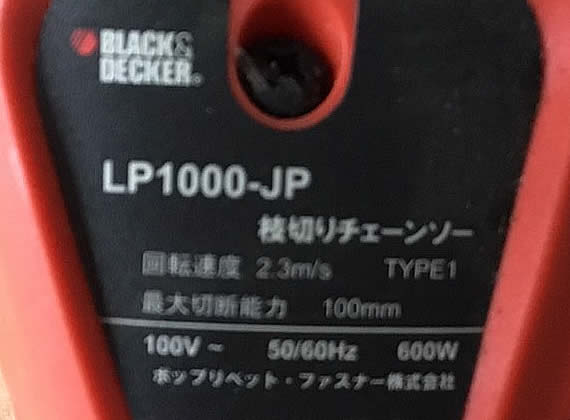 BLACK&
DECKER®
LP1000-JP
枝切りチェーンソー
回転速度 2.3m/s TYPE1
最大切断能力 100mm
100V ~ 50/60Hz 600W
ポップリベット・ファスナー株式会社